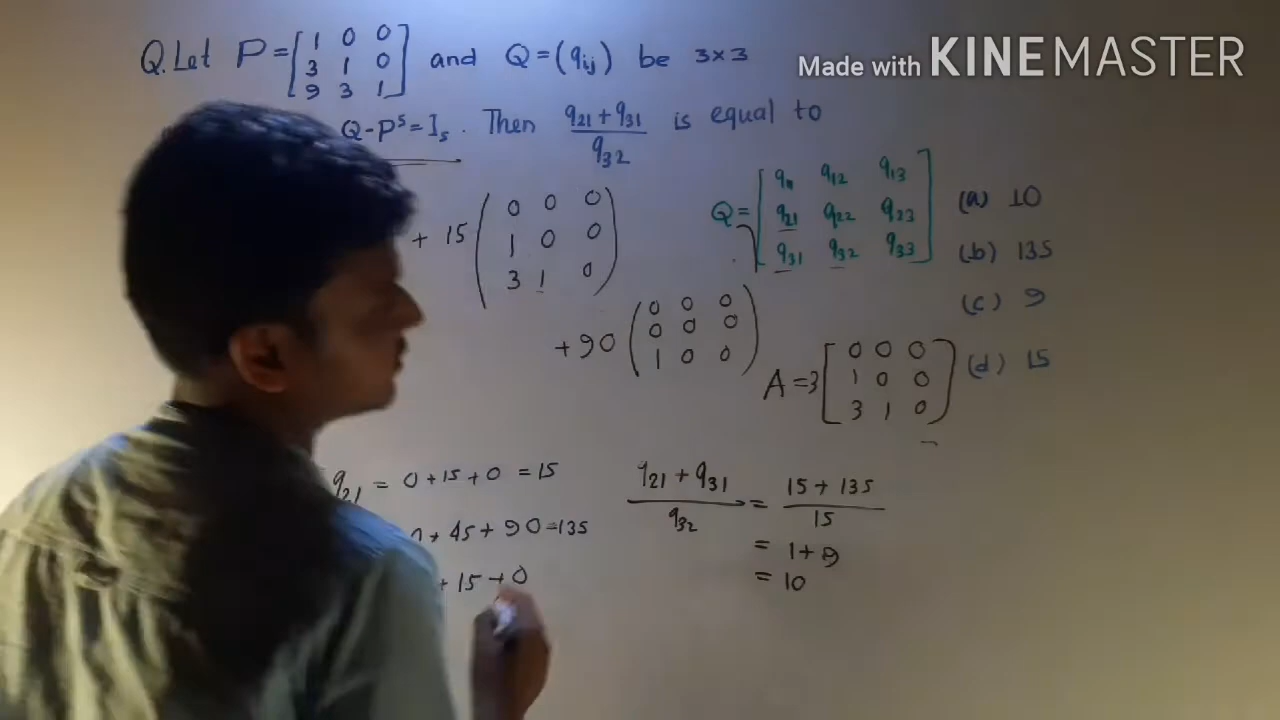 Made with KINEMASTER
Q. Let P = [1 0 0
3 1 0
9 3 1] and Q = (qij) be 3×3
Q - P⁵ = I₅. Then (q21 + q31) / q32 is equal to
+ 15 (0 0 0
1 0 0
3 1 0)
+ 90 (0 0 0
0 0 0
1 0 0)
Q = [q11 q12 q13
q21 q22 q23
q31 q32 q33]
(a) 10
(b) 135
(c) 9
(d) 15
A = 3 [0 0 0
1 0 0
3 1 0]
q21 = 0 + 15 + 0 = 15
0 + 45 + 90 = 135
+ 15 + 0
(q21 + q31) / q32 = (15 + 135) / 15
= 1 + 9
= 10